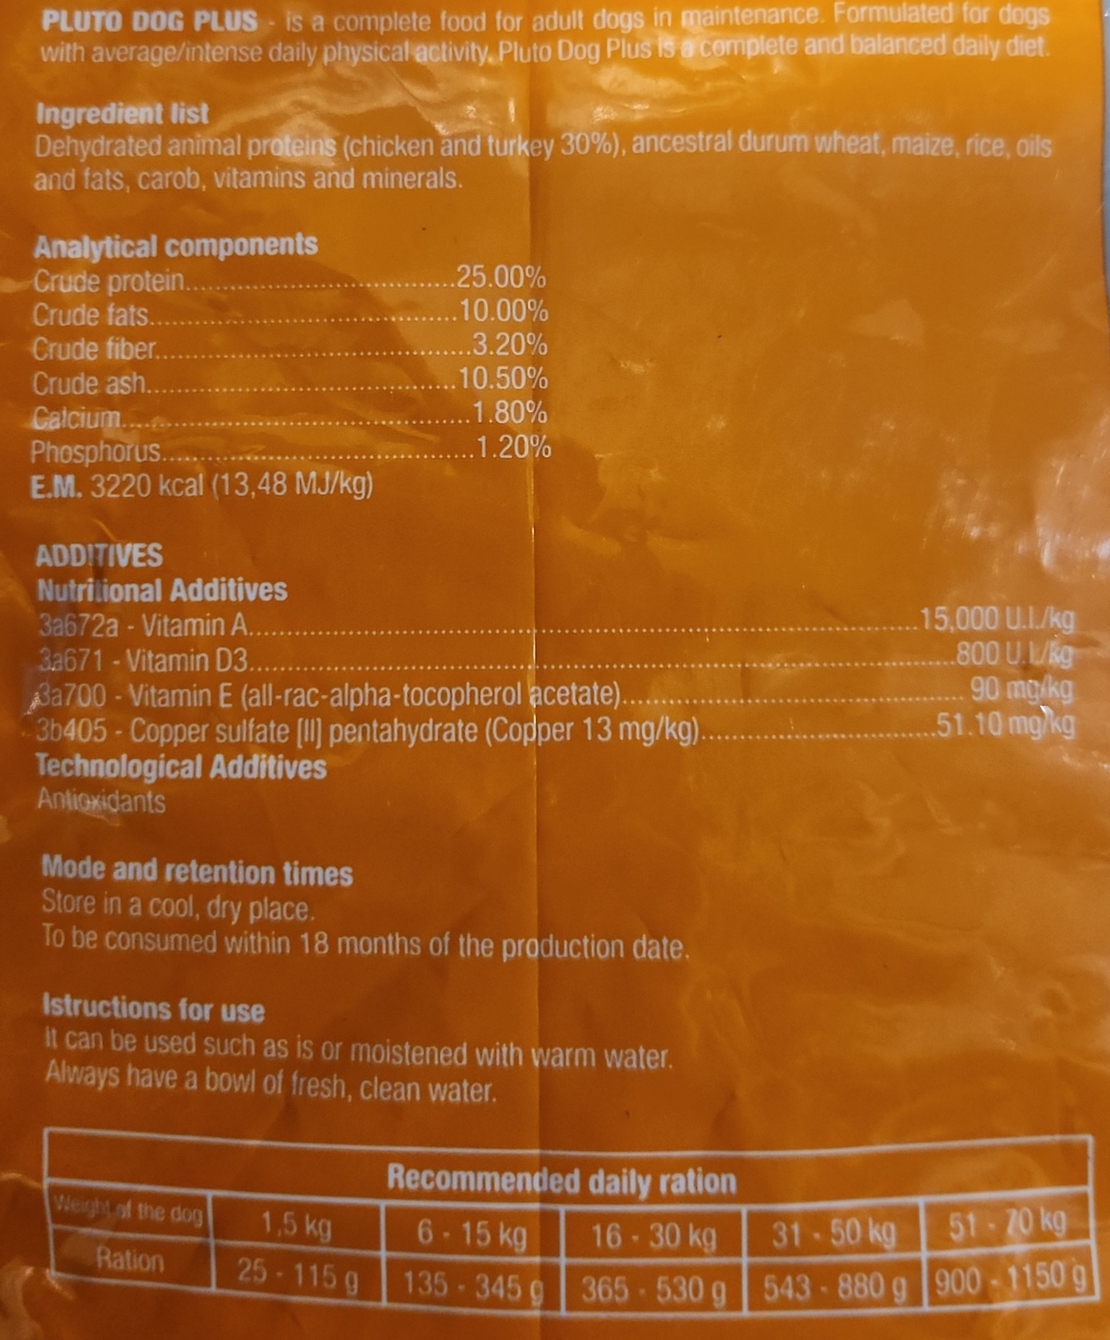 PLUTO DOG PLUS - is a complete food for adult dogs in maintenance. Formulated for dogs
with average/intense daily physical activity, Pluto Dog Plus is a complete and balanced daily diet.
Ingredient list
Dehydrated animal proteins (chicken and turkey 30%), ancestral durum wheat, maize, rice, oils
and fats, carob, vitamins and minerals.
Analytical components
Crude protein..............................25.00%
Crude fats..............................10.00%
Crude fiber..............................3.20%
Crude ash..............................10.50%
Calcium..............................1.80%
Phosphorus..............................1.20%
E.M. 3220 kcal (13,48 MJ/kg)
ADDITIVES
Nutritional Additives
3a672a - Vitamin A..............................15,000 U.I./kg
3a671 - Vitamin D3..............................800 U.I./kg
3a700 - Vitamin E (all-rac-alpha-tocopherol acetate)..............................90 mg/kg
3b405 - Copper sulfate [II] pentahydrate (Copper 13 mg/kg)..............................51.10 mg/kg
Technological Additives
Antioxidants
Mode and retention times
Store in a cool, dry place.
To be consumed within 18 months of the production date.
Istructions for use
It can be used such as is or moistened with warm water.
Always have a bowl of fresh, clean water.
Recommended daily ration
Weight of the dog 1,5 kg 6 - 15 kg 16 - 30 kg 31 - 50 kg 51 - 70 kg
Ration 25 - 115 g 135 - 345 g 365 - 530 g 543 - 880 g 900 - 1150 g